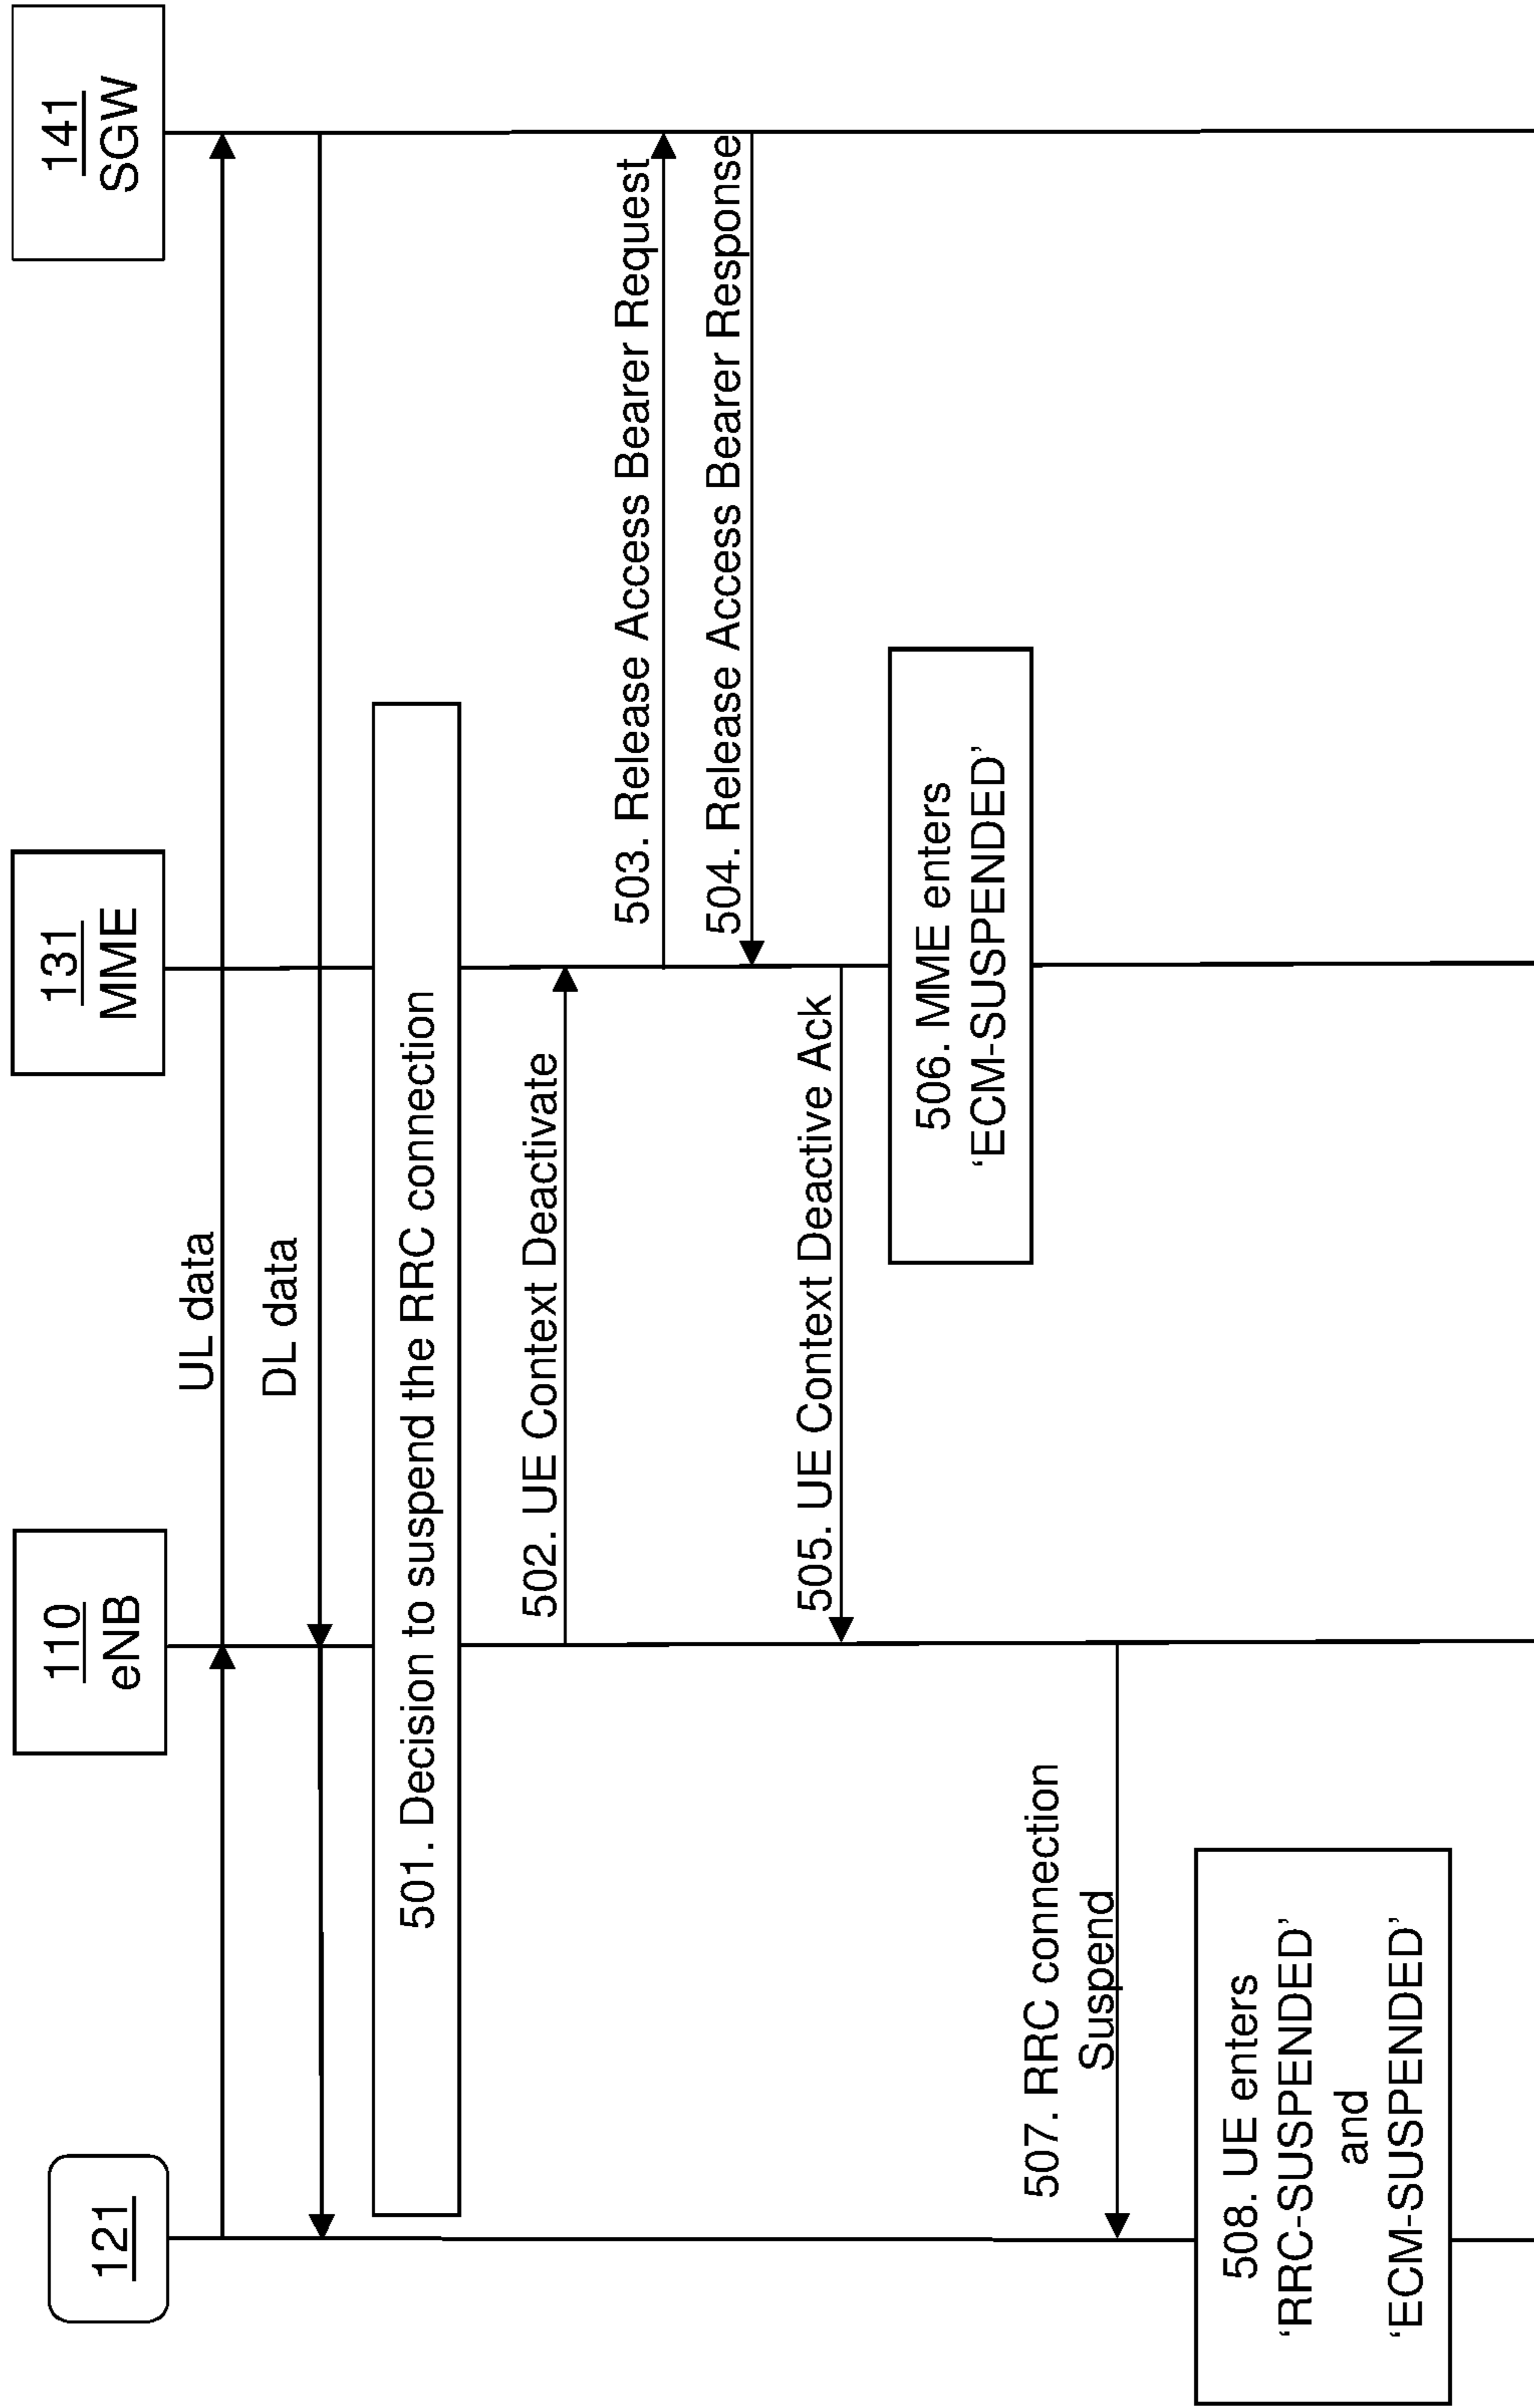 121
110
eNB
131
MME
141
SGW
UL data
DL data
501. Decision to suspend the RRC connection
502. UE Context Deactivate
503. Release Access Bearer Request
504. Release Access Bearer Response
505. UE Context Deactive Ack
506. MME enters
‘ECM-SUSPENDED’
507. RRC connection
Suspend
508. UE enters
‘RRC-SUSPENDED’
and
‘ECM-SUSPENDED’